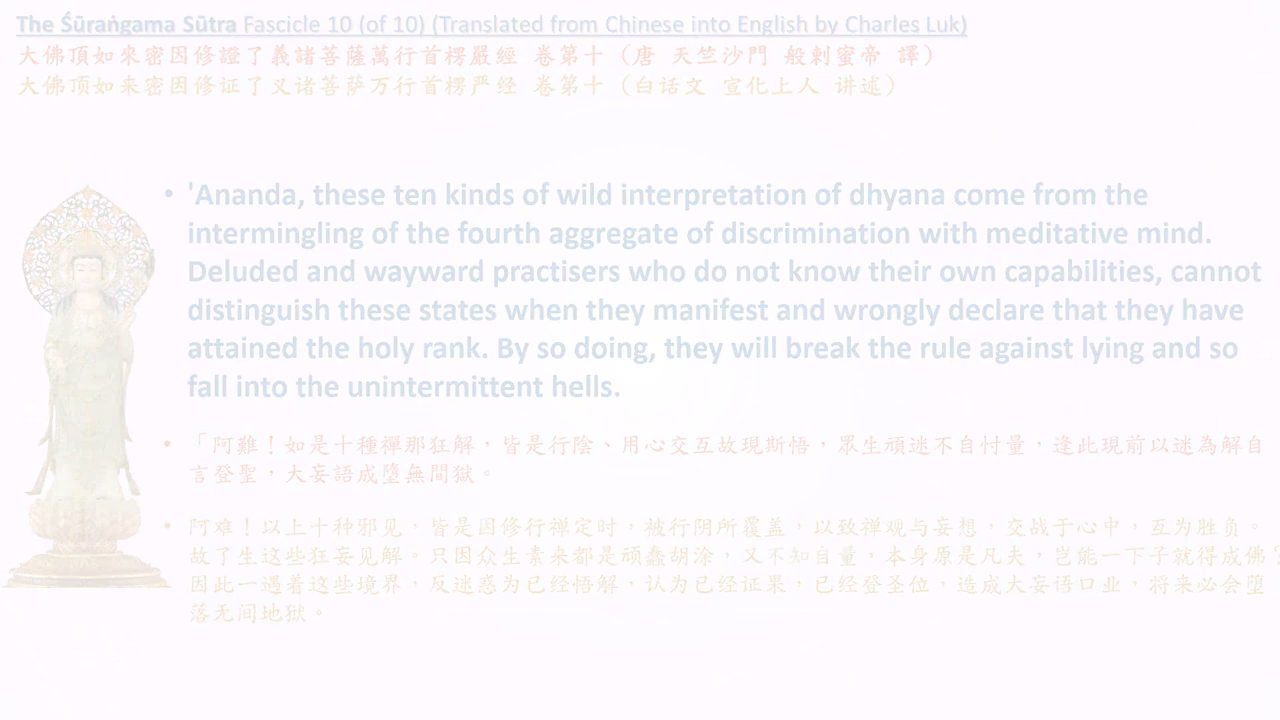 The Śūraṅgama Sūtra Fascicle 10 (of 10) (Translated from Chinese into English by Charles Luk)
大佛頂如來密因修證了義諸菩薩萬行首楞嚴經 卷第十 (唐 天竺沙門 般剌蜜帝 譯)
大佛顶如来密因修证了义诸菩萨万行首楞严经 卷第十 (白话文 宣化上人 讲述)
• 'Ananda, these ten kinds of wild interpretation of dhyana come from the
intermingling of the fourth aggregate of discrimination with meditative mind.
Deluded and wayward practisers who do not know their own capabilities, cannot
distinguish these states when they manifest and wrongly declare that they have
attained the holy rank. By so doing, they will break the rule against lying and so
fall into the unintermittent hells.
• 「阿難！如是十種禪那狂解，皆是行陰、用心交互故現斯悟，眾生頑迷不自忖量，逢此現前以迷為解自
言登聖，大妄語成墮無間獄。
• 阿难！以上十种邪见，皆是因修行禅定时，被行阴所覆盖，以致禅观与妄想，交战于心中，互为胜负。
故了生这些狂妄见解。只因众生素来都是顽蠢胡涂，又不知自量，本身原是凡夫，岂能一下子就得成佛？
因此一遇着这些境界，反迷惑为已经悟解，认为已经证果，已经登圣位，造成大妄语口业，将来必会堕
落无间地狱。